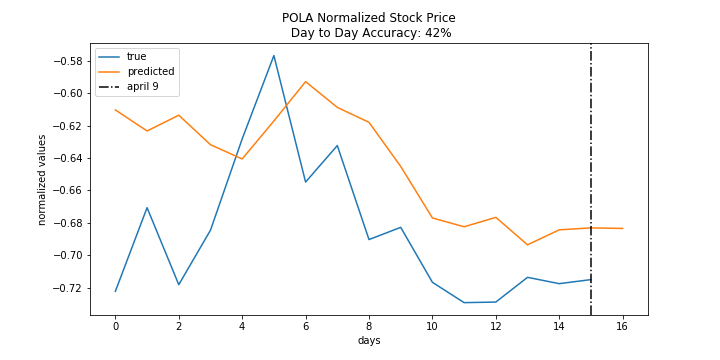 POLA Normalized Stock Price
Day to Day Accuracy: 42%
true
predicted
april 9
normalized values
−0.58
−0.60
−0.62
−0.64
−0.66
−0.68
−0.70
−0.72
0 2 4 6 8 10 12 14 16
days